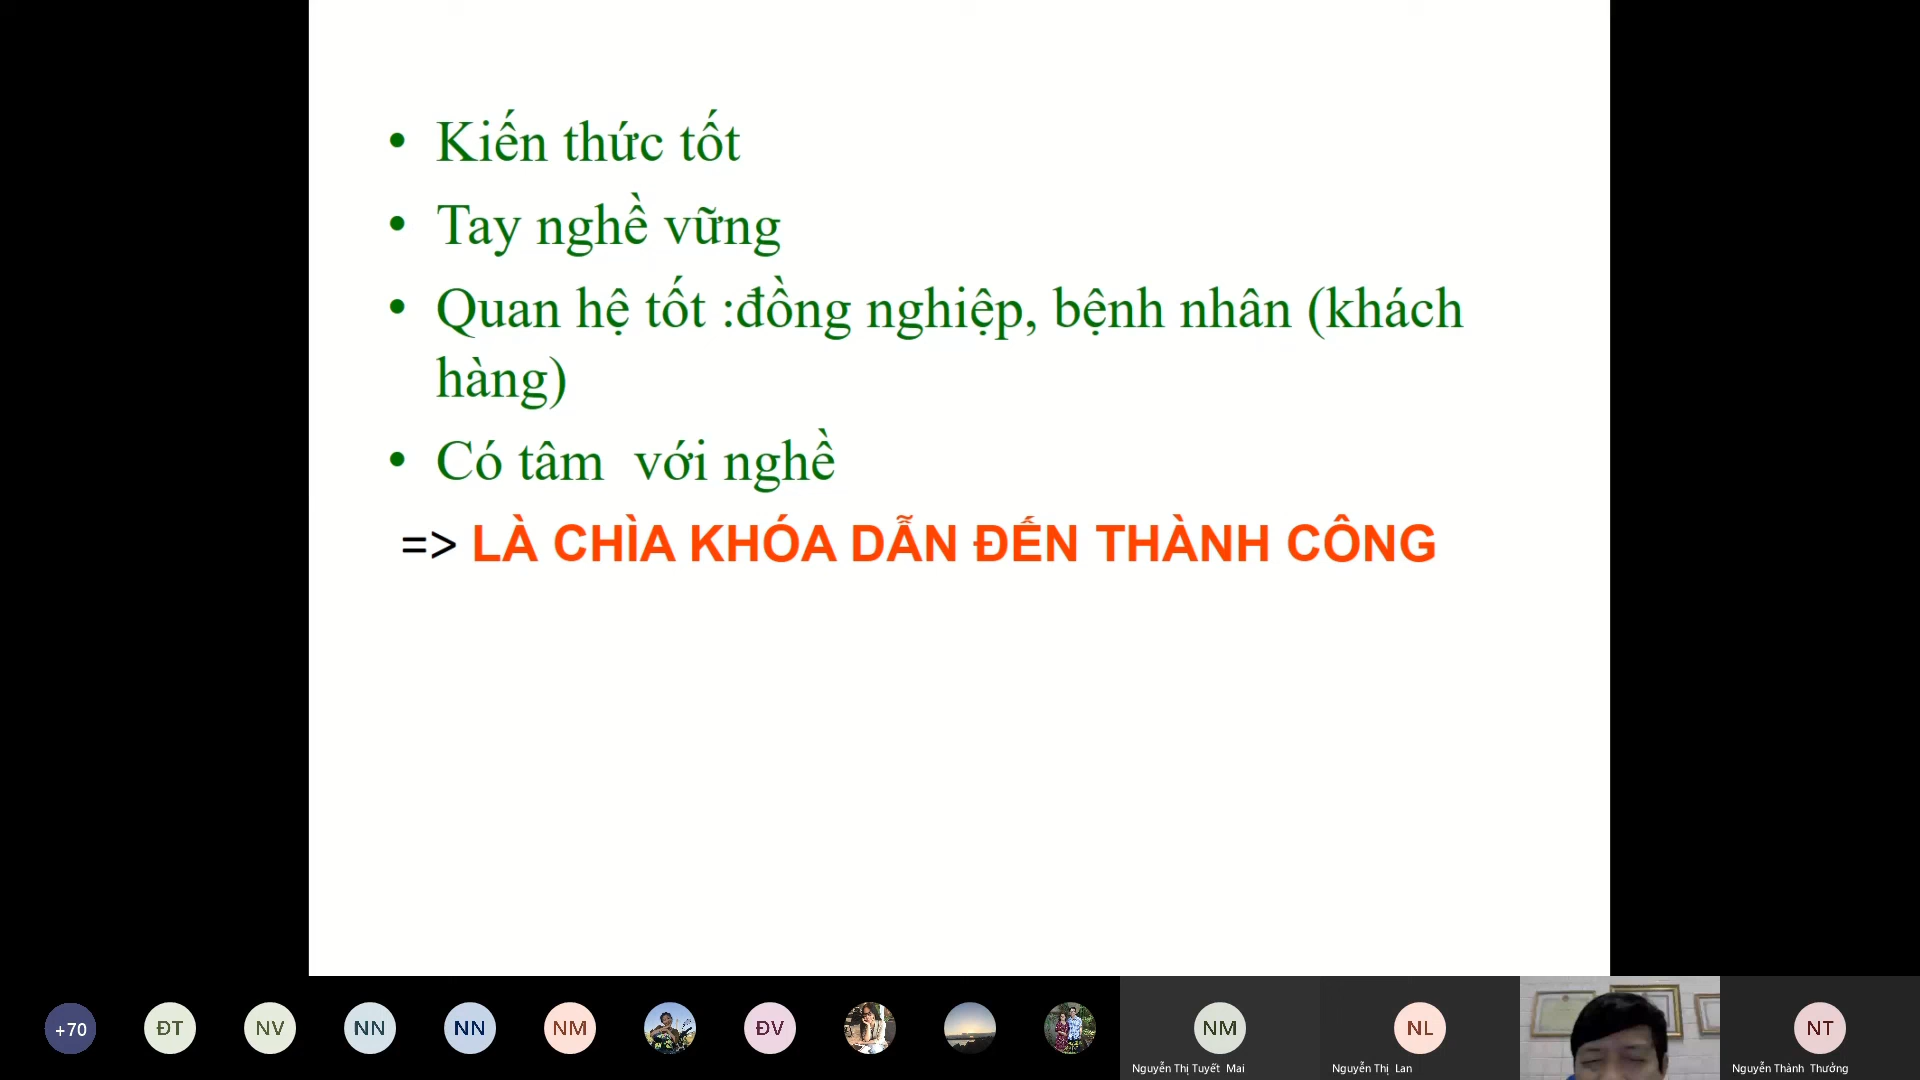 • Kiến thức tốt
• Tay nghề vững
• Quan hệ tốt :đồng nghiệp, bệnh nhân (khách
hàng)
• Có tâm  với nghề
=> LÀ CHÌA KHÓA DẪN ĐẾN THÀNH CÔNG
+70
ĐT
NV
NN
NN
NM
ĐV
NM
NL
NT
Nguyễn Thị Tuyết Mai
Nguyễn Thị Lan
Nguyễn Thành Thưởng